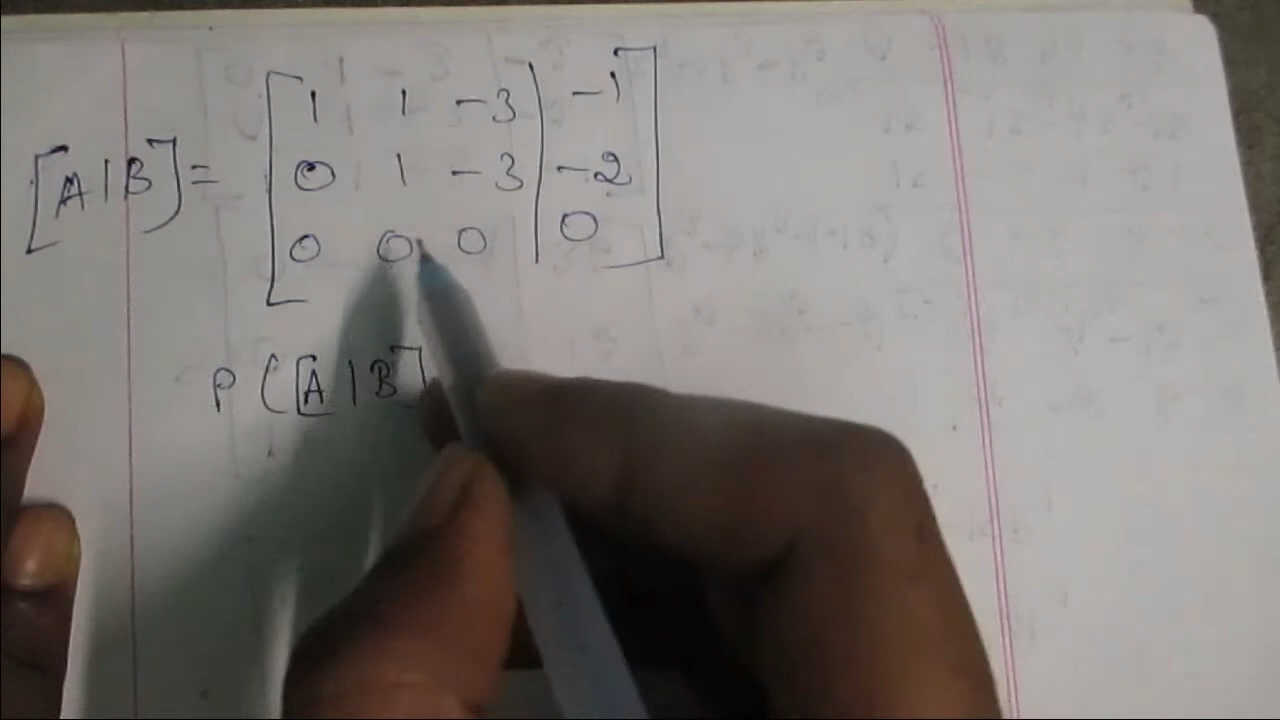 1 1 -3 | -1
[A|B] = 0 1 -3 | -2
0 0 0 | 0
P ([A|B]